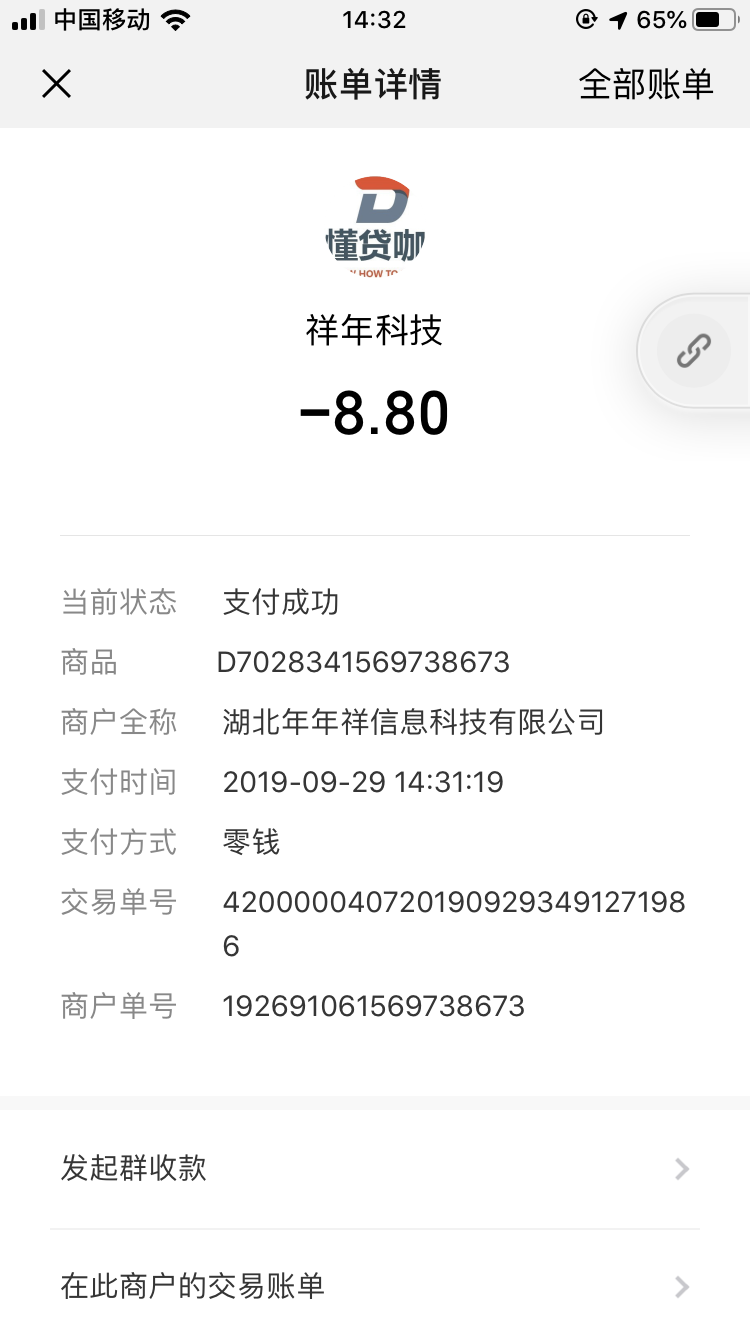 中国移动 14:32 65%
账单详情 全部账单
D
懂贷咖
HOW TO
祥年科技
-8.80
当前状态 支付成功
商品 D7028341569738673
商户全称 湖北年年祥信息科技有限公司
支付时间 2019-09-29 14:31:19
支付方式 零钱
交易单号 420000040720190929349127198
6
商户单号 192691061569738673
发起群收款
在此商户的交易账单